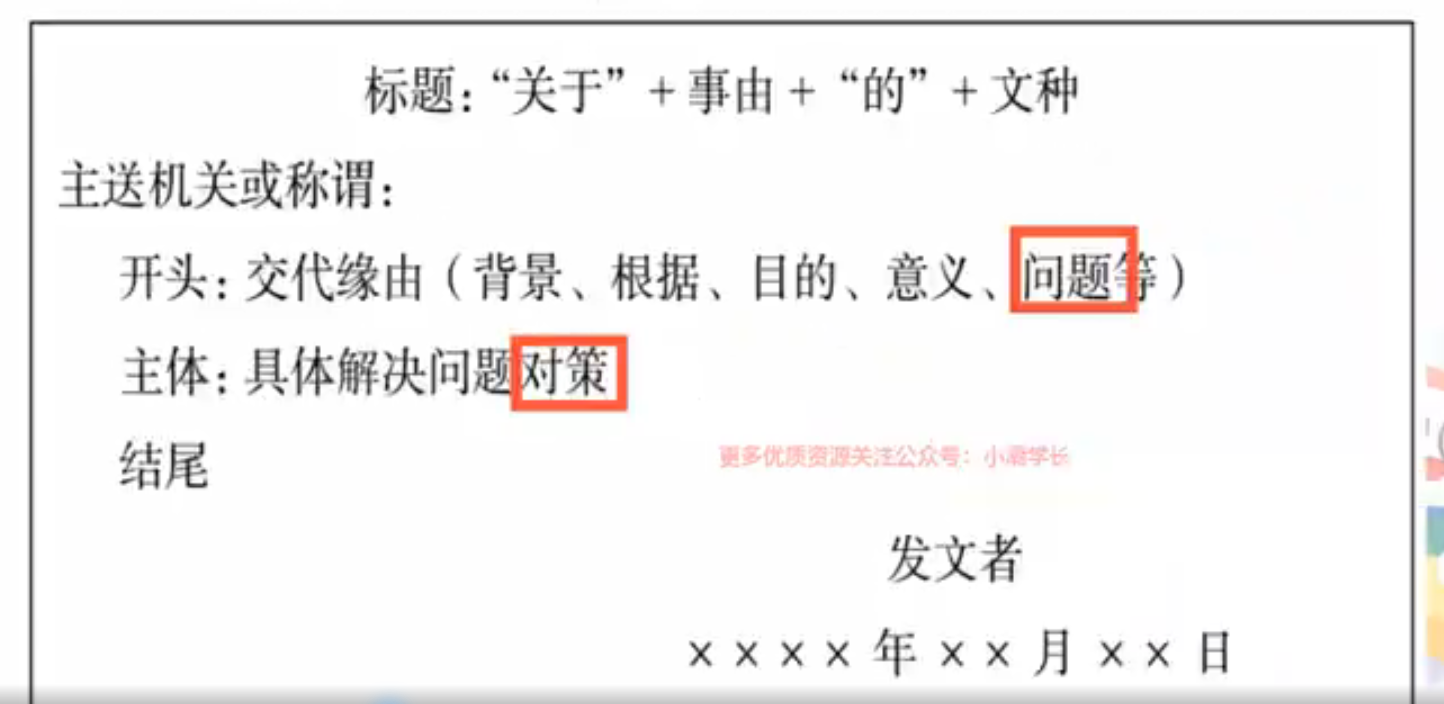 标题：“关于”+事由+“的”+文种
主送机关或称谓：
开头：交代缘由（背景、根据、目的、意义、问题等）
主体：具体解决问题对策
结尾
更多优质资源关注公众号：小 学长
发文者
××××年××月××日